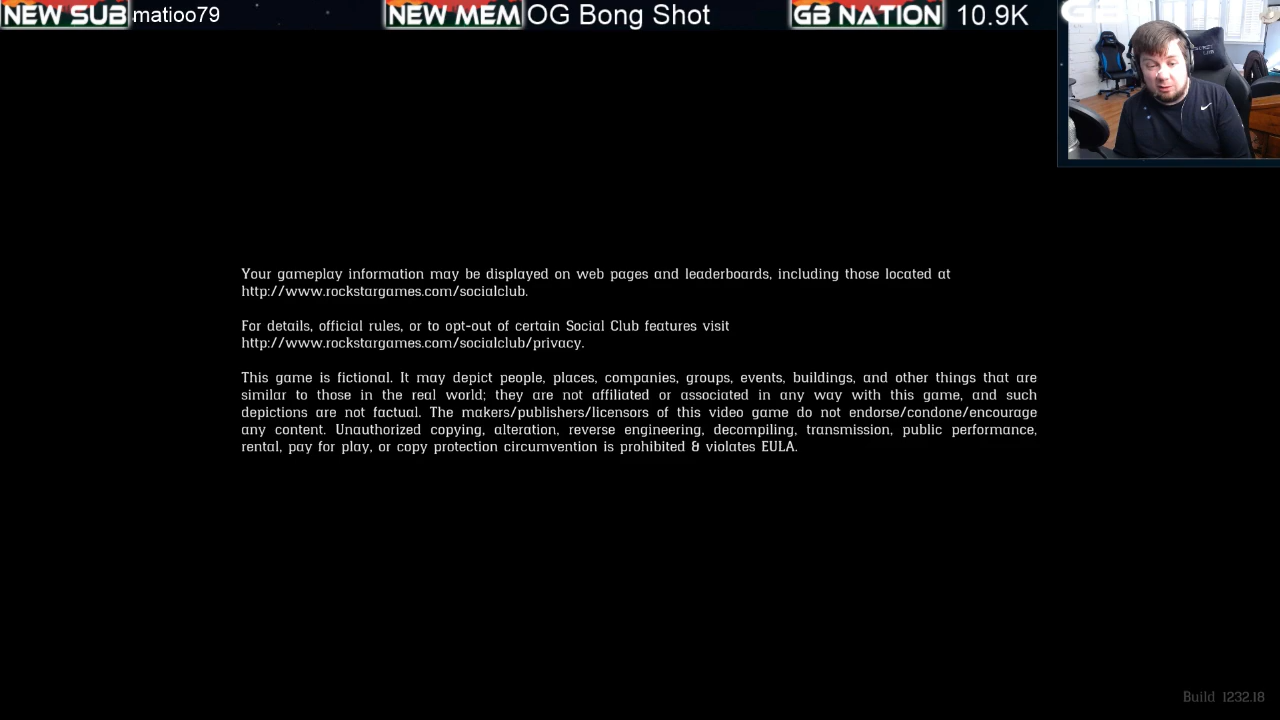 NEW SUB matioo79 NEW MEM OG Bong Shot GB NATION 10.9K
Your gameplay information may be displayed on web pages and leaderboards, including those located at
http://www.rockstargames.com/socialclub.
For details, official rules, or to opt-out of certain Social Club features visit
http://www.rockstargames.com/socialclub/privacy.
This game is fictional. It may depict people, places, companies, groups, events, buildings, and other things that are
similar to those in the real world; they are not affiliated or associated in any way with this game, and such
depictions are not factual. The makers/publishers/licensors of this video game do not endorse/condone/encourage
any content. Unauthorized copying, alteration, reverse engineering, decompiling, transmission, public performance,
rental, pay for play, or copy protection circumvention is prohibited & violates EULA.
Build 1232.18